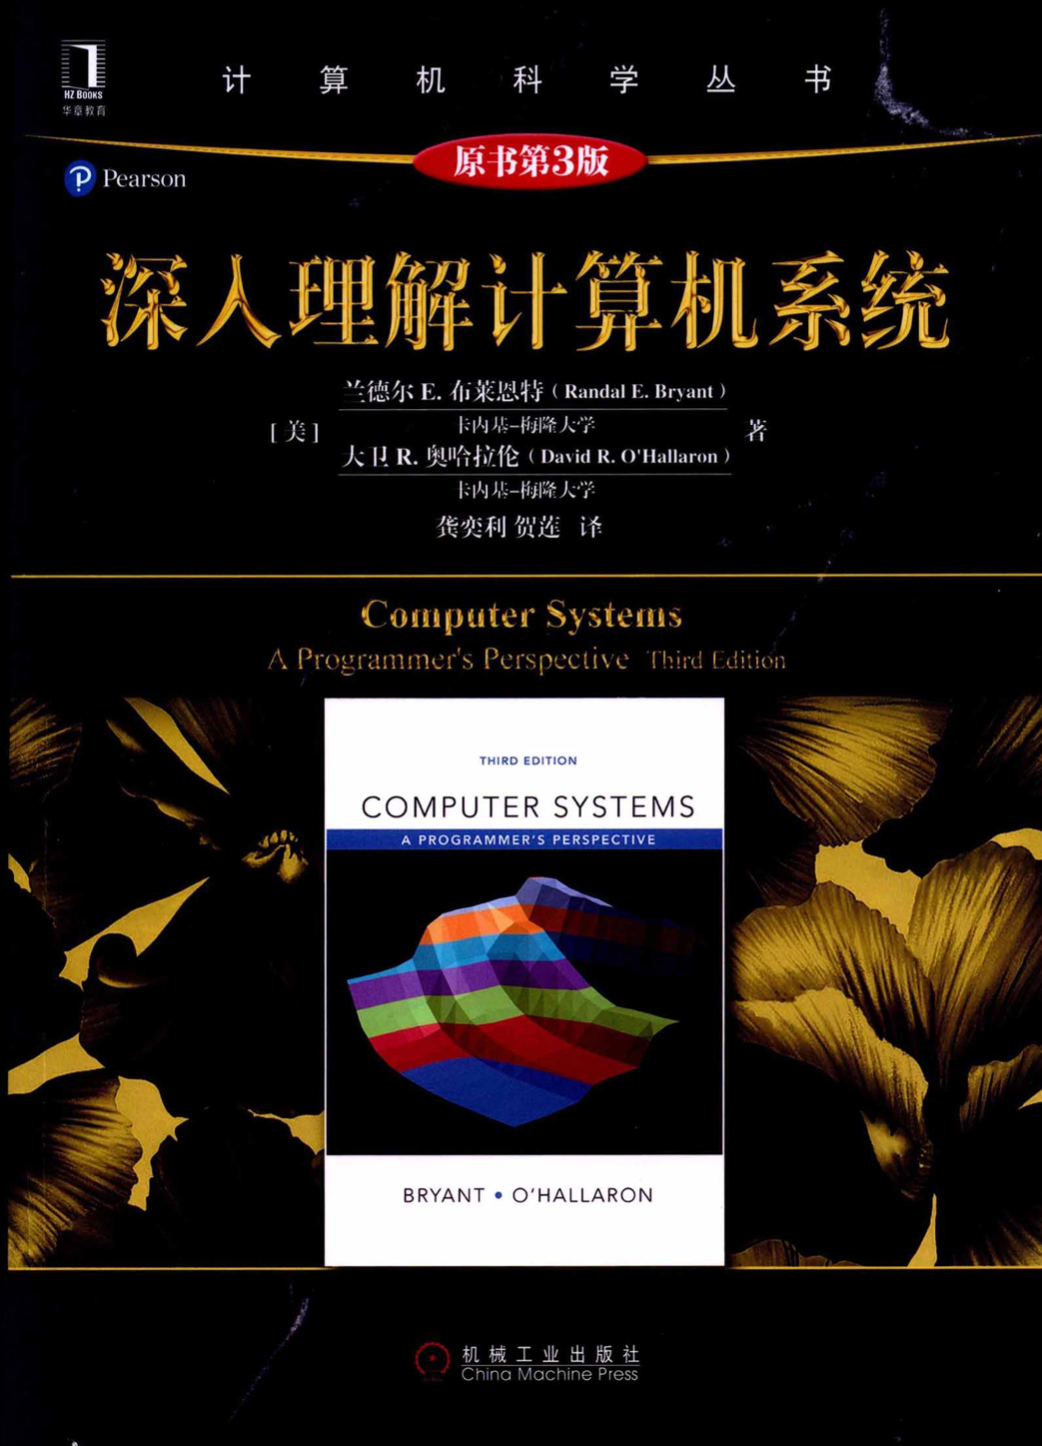 HZ BOOKS
华章教育
计算机科学丛书
原书第3版
Pearson
深入理解计算机系统
[美]
兰德尔 E. 布莱恩特（Randal E. Bryant）
卡内基-梅隆大学
大卫 R. 奥哈拉伦（David R. O'Hallaron）
卡内基-梅隆大学
著
龚奕利 贺莲 译
Computer Systems
A Programmer's Perspective Third Edition
THIRD EDITION
COMPUTER SYSTEMS
A PROGRAMMER'S PERSPECTIVE
BRYANT • O'HALLARON
机械工业出版社
China Machine Press